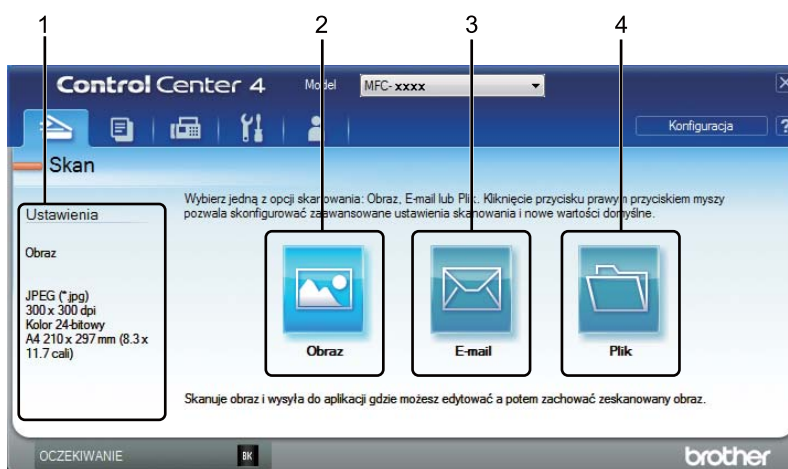 1 2 3 4
Control Center 4 Model MFC-xxxx
Konfiguracja ?
Skan
Wybierz jedną z opcji skanowania: Obraz, E-mail lub Plik. Kliknięcie przycisku prawym przyciskiem myszy
pozwala skonfigurować zaawansowane ustawienia skanowania i nowe wartości domyślne.
Ustawienia
Obraz
JPEG (*.jpg)
300 x 300 dpi
Kolor 24-bitowy
A4 210 x 297 mm (8.3 x
11.7 cali)
Obraz E-mail Plik
Skanuje obraz i wysyła do aplikacji gdzie możesz edytować a potem zachować zeskanowany obraz.
OCZEKIWANIE BK brother